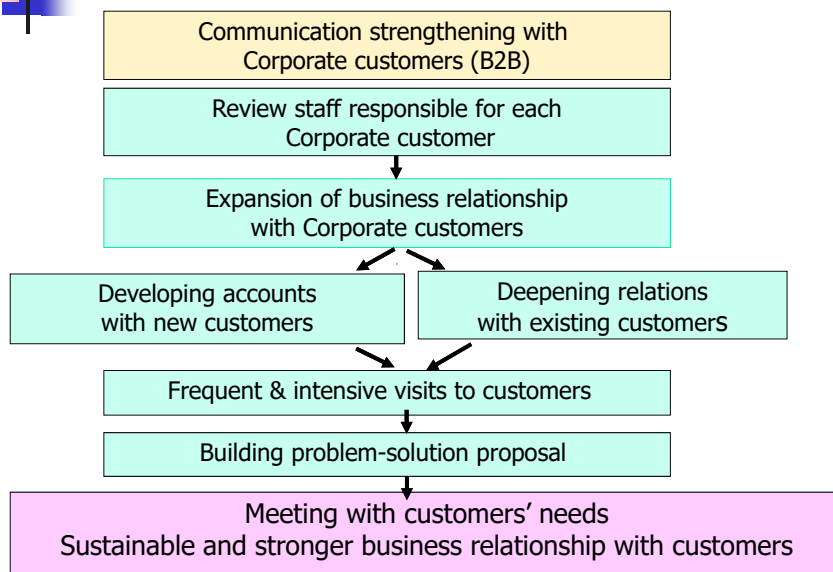 Communication strengthening with
Corporate customers (B2B)
Review staff responsible for each
Corporate customer
Expansion of business relationship
with Corporate customers
Developing accounts
with new customers
Deepening relations
with existing customers
Frequent & intensive visits to customers
Building problem-solution proposal
Meeting with customers’ needs
Sustainable and stronger business relationship with customers